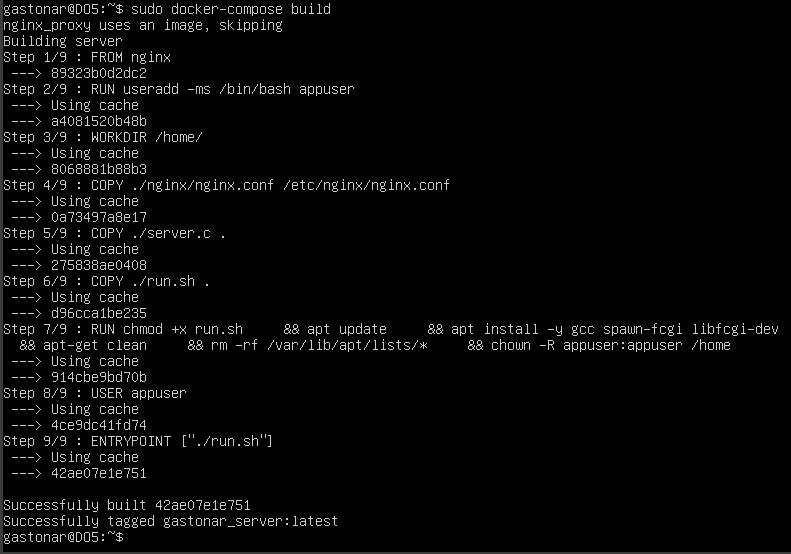 gastonar@DO5:~$ sudo docker-compose build
nginx_proxy uses an image, skipping
Building server
Step 1/9 : FROM nginx
 ---> 89323b0d2dc2
Step 2/9 : RUN useradd -ms /bin/bash appuser
 ---> Using cache
 ---> a4081520b48b
Step 3/9 : WORKDIR /home/
 ---> Using cache
 ---> 8068881b88b3
Step 4/9 : COPY ./nginx/nginx.conf /etc/nginx/nginx.conf
 ---> Using cache
 ---> 0a73497a8e17
Step 5/9 : COPY ./server.c .
 ---> Using cache
 ---> 275838ae0408
Step 6/9 : COPY ./run.sh .
 ---> Using cache
 ---> d96cca1be235
Step 7/9 : RUN chmod +x run.sh     && apt update     && apt install -y gcc spawn-fcgi libfcgi-dev
  && apt-get clean     && rm -rf /var/lib/apt/lists/*     && chown -R appuser:appuser /home
 ---> Using cache
 ---> 914cbe9bd70b
Step 8/9 : USER appuser
 ---> Using cache
 ---> 4ce9dc41fd74
Step 9/9 : ENTRYPOINT ["./run.sh"]
 ---> Using cache
 ---> 42ae07e1e751

Successfully built 42ae07e1e751
Successfully tagged gastonar_server:latest
gastonar@DO5:~$